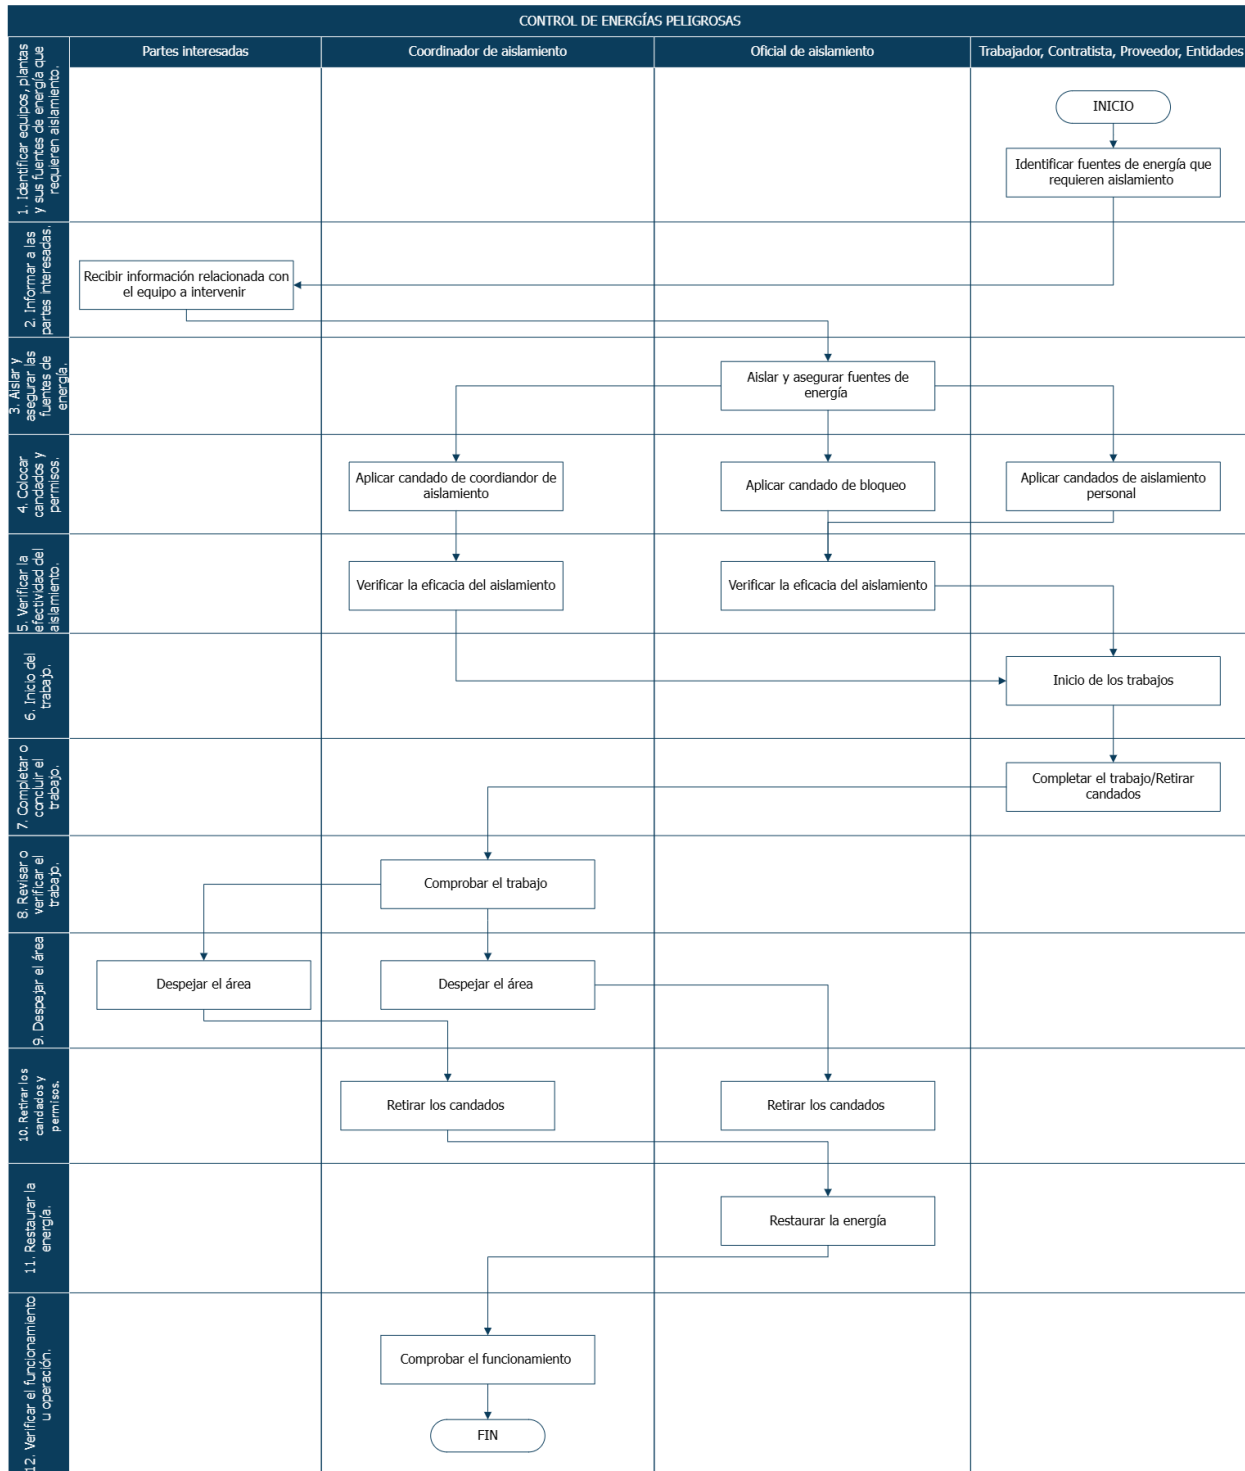 CONTROL DE ENERGÍAS PELIGROSAS
Partes interesadas
Coordinador de aislamiento
Oficial de aislamiento
Trabajador, Contratista, Proveedor, Entidades
1. Identificar equipos, plantas
y sus fuentes de energía que
requieren aislamiento.
INICIO
Identificar fuentes de energía que
requieren aislamiento
2. Informar a las
partes interesadas.
Recibir información relacionada con
el equipo a intervenir
3. Aislar y
asegurar las
fuentes de
energía.
Aislar y asegurar fuentes de
energía
4. Colocar
candados y
permisos.
Aplicar candado de coordiandor de
aislamiento
Aplicar candado de bloqueo
Aplicar candados de aislamiento
personal
5. Verificar la
efectividad del
aislamiento.
Verificar la eficacia del aislamiento
Verificar la eficacia del aislamiento
6. Inicio del
trabajo.
Inicio de los trabajos
7. Completar o
concluir el
trabajo.
Completar el trabajo/Retirar
candados
8. Revisar o
verificar el
trabajo.
Comprobar el trabajo
9. Despejar el área
Despejar el área
Despejar el área
10. Retirar los
candados y
permisos.
Retirar los candados
Retirar los candados
11. Restaurar la
energía.
Restaurar la energía
12. Verificar el funcionamiento
u operación.
Comprobar el funcionamiento
FIN